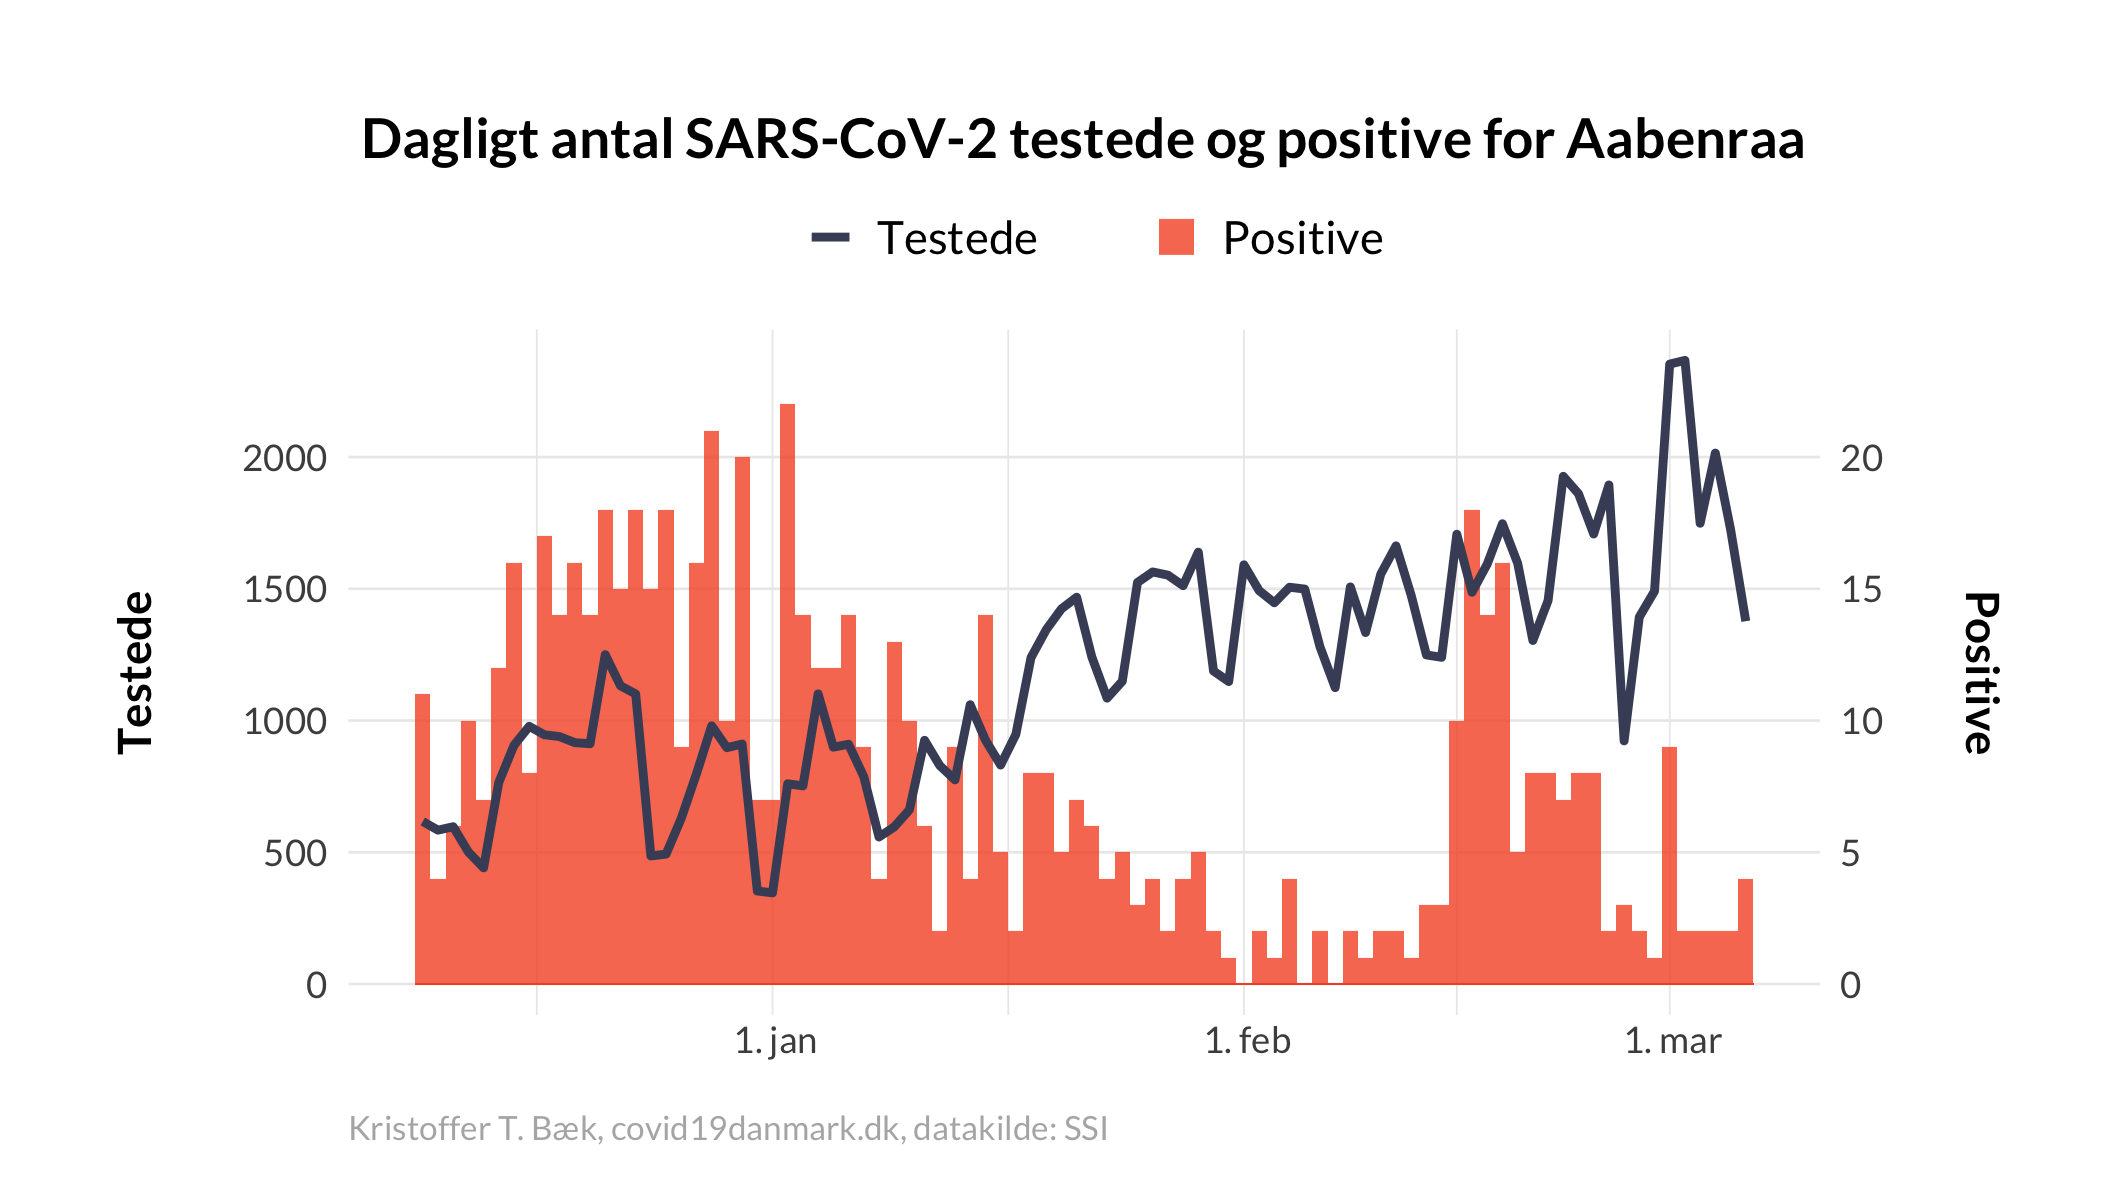 Dagligt antal SARS-CoV-2 testede og positive for Aabenraa
Testede Positive
Testede
2000
1500
1000
500
0
20
15
10
5
0
Positive
1. jan 1. feb 1. mar
Kristoffer T. Bæk, covid19danmark.dk, datakilde: SSI